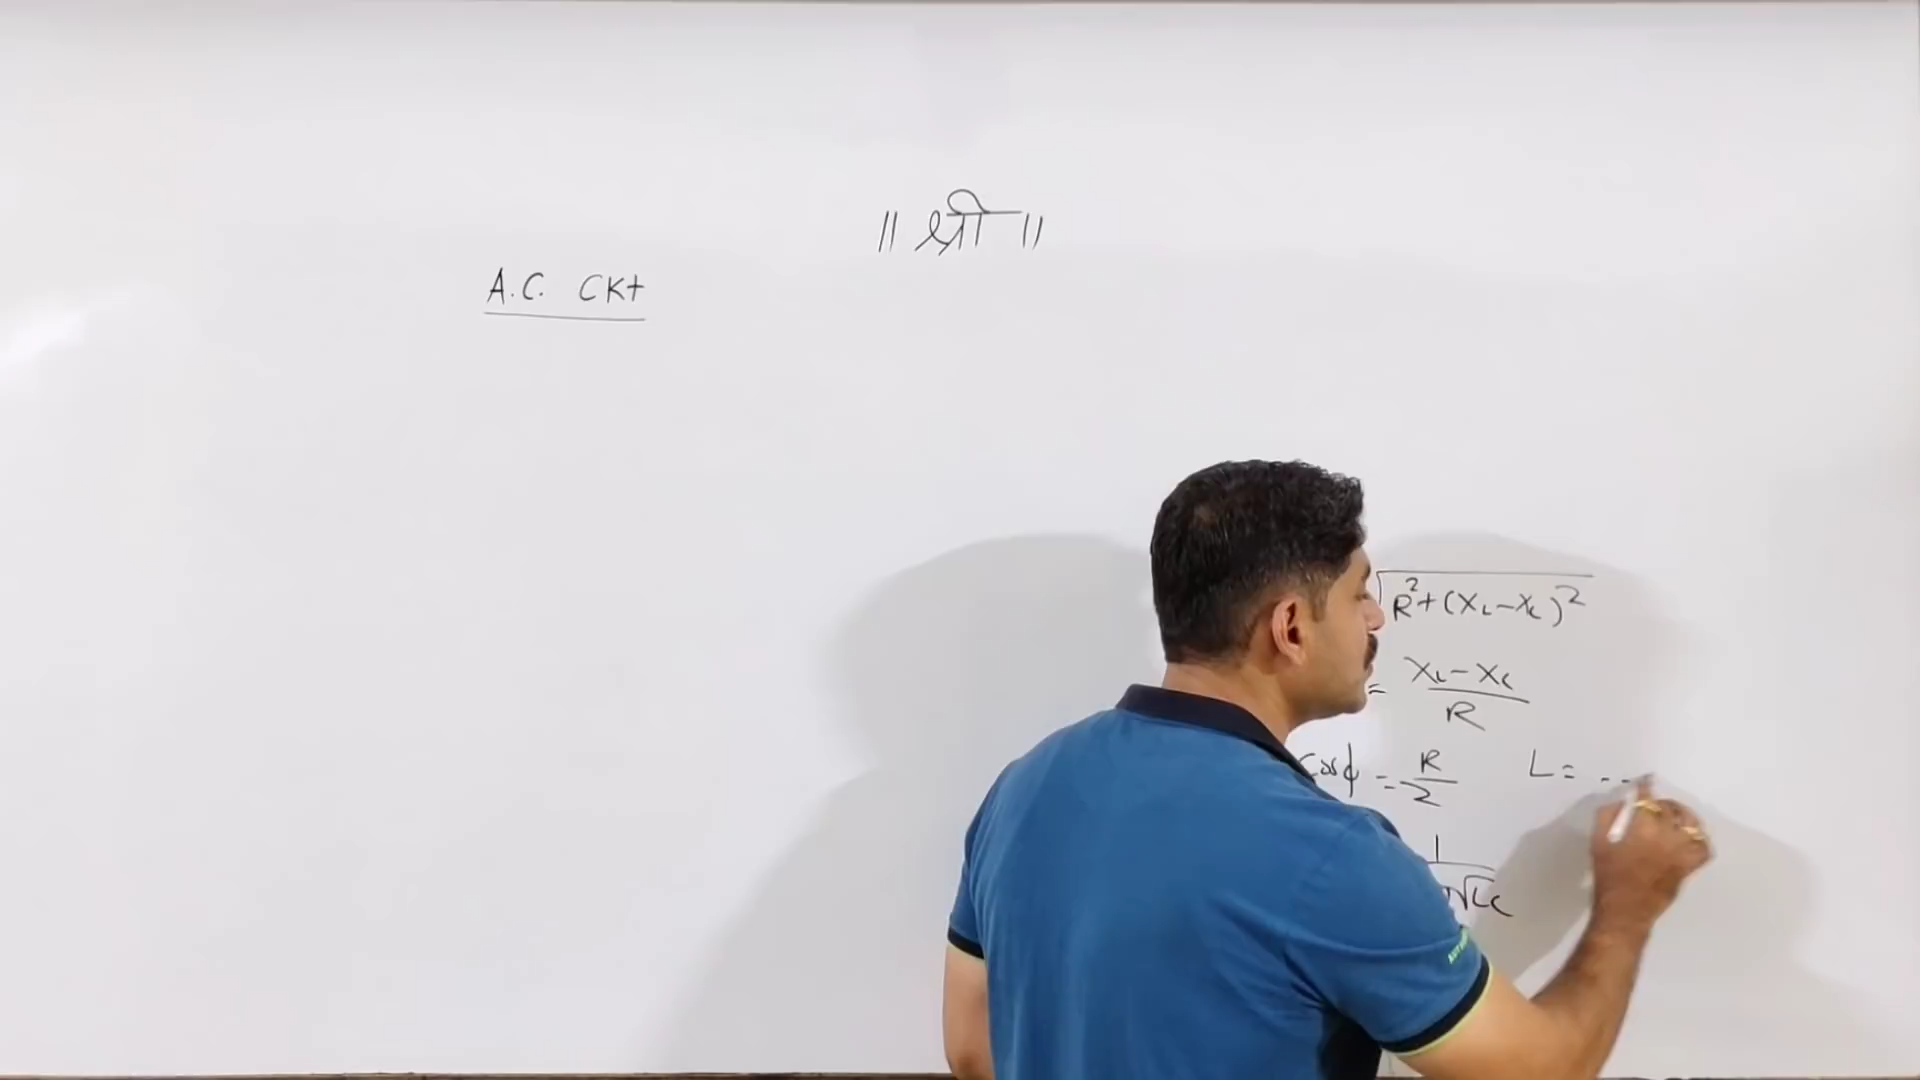 || श्री ||
A.C. CKt
√R²+(XL-XC)²
= XL-XC / R
Cosφ = R/Z L= ...
1 / √LC